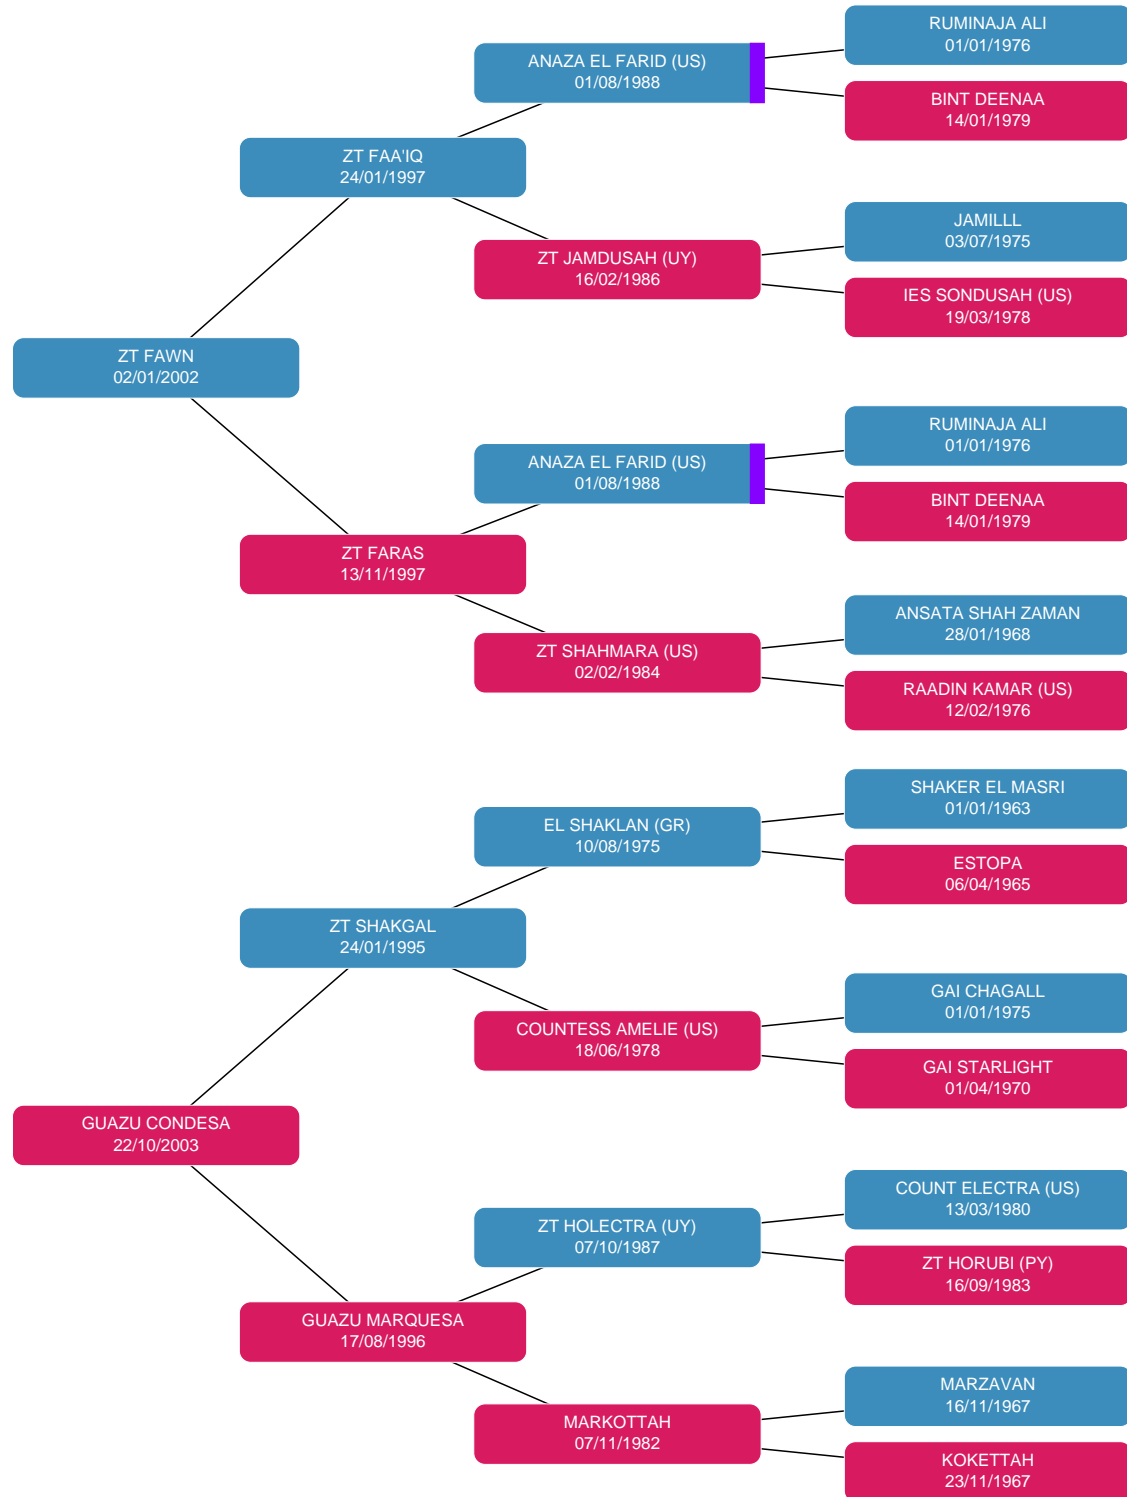 RUMINAJA ALI
01/01/1976
ANAZA EL FARID (US)
01/08/1988
BINT DEENAA
14/01/1979
ZT FAA'IQ
24/01/1997
JAMILLL
03/07/1975
ZT JAMDUSAH (UY)
16/02/1986
IES SONDUSAH (US)
19/03/1978
ZT FAWN
02/01/2002
RUMINAJA ALI
01/01/1976
ANAZA EL FARID (US)
01/08/1988
BINT DEENAA
14/01/1979
ZT FARAS
13/11/1997
ANSATA SHAH ZAMAN
28/01/1968
ZT SHAHMARA (US)
02/02/1984
RAADIN KAMAR (US)
12/02/1976
SHAKER EL MASRI
01/01/1963
EL SHAKLAN (GR)
10/08/1975
ESTOPA
06/04/1965
ZT SHAKGAL
24/01/1995
GAI CHAGALL
01/01/1975
COUNTESS AMELIE (US)
18/06/1978
GAI STARLIGHT
01/04/1970
GUAZU CONDESA
22/10/2003
COUNT ELECTRA (US)
13/03/1980
ZT HOLECTRA (UY)
07/10/1987
ZT HORUBI (PY)
16/09/1983
GUAZU MARQUESA
17/08/1996
MARZAVAN
16/11/1967
MARKOTTAH
07/11/1982
KOKETTAH
23/11/1967